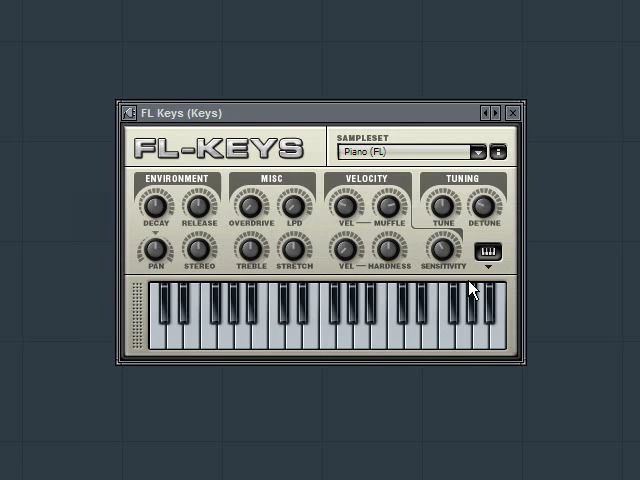 FL Keys (Keys)
FL-KEYS
SAMPLESET
Piano (FL)
ENVIRONMENT MISC VELOCITY TUNING
DECAY RELEASE OVERDRIVE LPD VEL MUFFLE TUNE DETUNE
PAN STEREO TREBLE STRETCH VEL HARDNESS SENSITIVITY